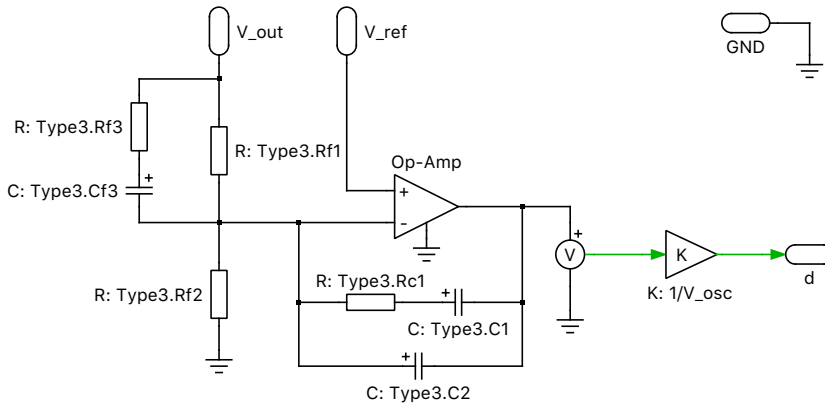 V_out
V_ref
GND
R: Type3.Rf3
R: Type3.Rf1
Op-Amp
+
C: Type3.Cf3
+
-
+
V
K
d
R: Type3.Rf2
R: Type3.Rc1
K: 1/V_osc
+
C: Type3.C1
+
C: Type3.C2